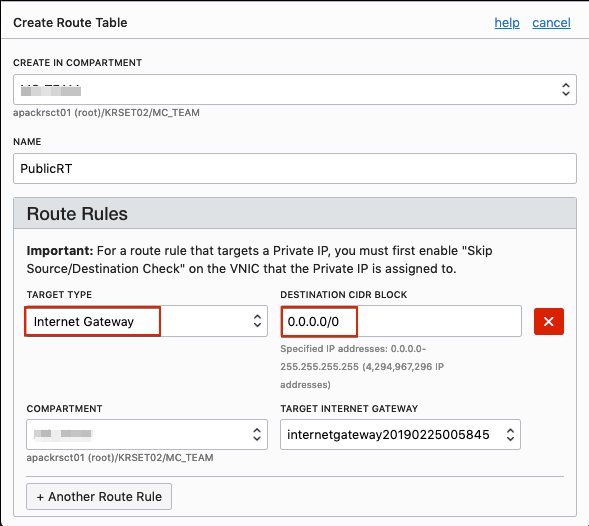 Create Route Table
help cancel
CREATE IN COMPARTMENT
apackrsct01 (root)/KRSET02/MC_TEAM
NAME
PublicRT
Route Rules
Important: For a route rule that targets a Private IP, you must first enable "Skip
Source/Destination Check" on the VNIC that the Private IP is assigned to.
TARGET TYPE
DESTINATION CIDR BLOCK
Internet Gateway
0.0.0.0/0
Specified IP addresses: 0.0.0.0-
255.255.255.255 (4,294,967,296 IP
addresses)
COMPARTMENT
TARGET INTERNET GATEWAY
internetgateway20190225005845
apackrsct01 (root)/KRSET02/MC_TEAM
+ Another Route Rule